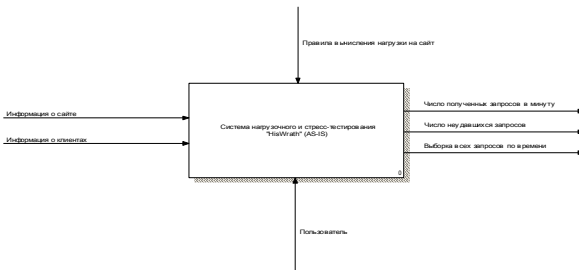 Правила вычисления нагрузки на сайт
Информация о сайте
Информация о клиентах
Система нагрузочного и стресс-тестирования
"HisWrath" (AS-IS)
0
Число полученных запросов в минуту
Число неудавшихся запросов
Выборка всех запросов по времени
Пользователь